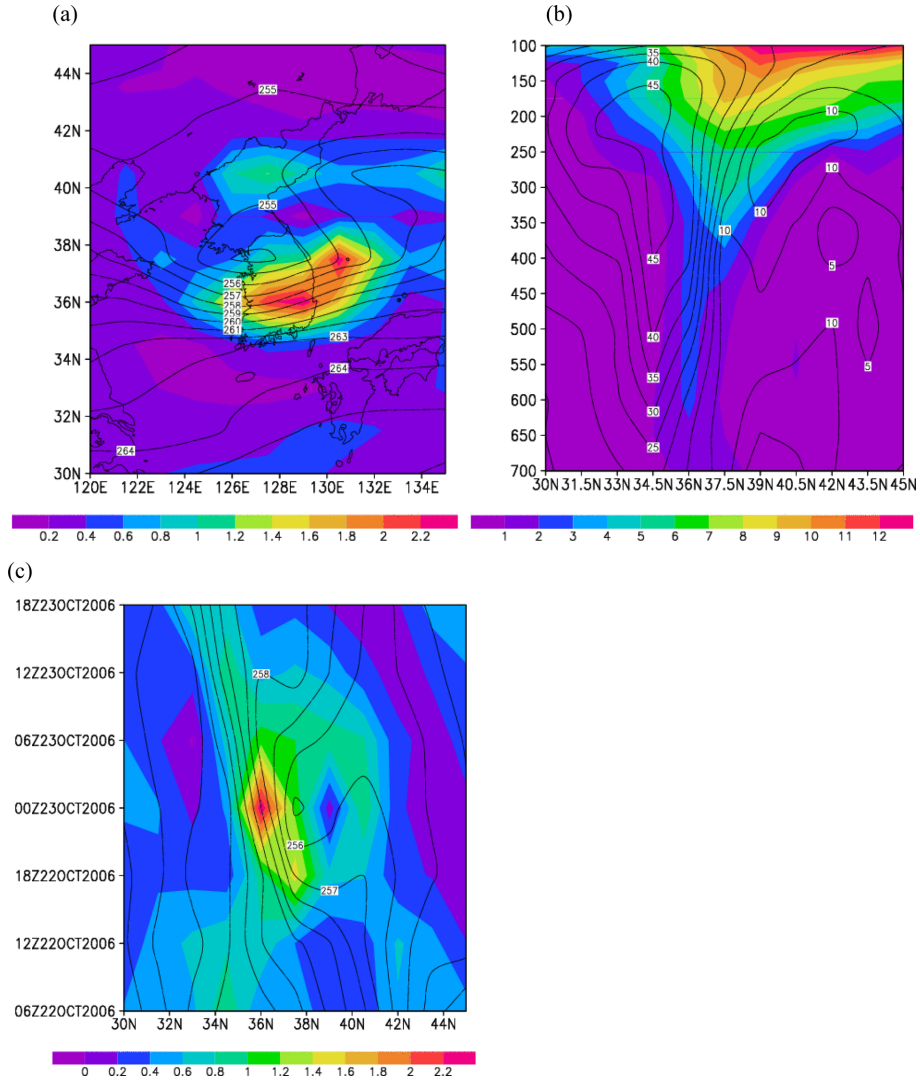 (a)
(b)
44N
42N
40N
38N
36N
34N
32N
30N
255
255
256
257
258
259
260
261
263
264
264
120E 122E 124E 126E 128E 130E 132E 134E
0.2 0.4 0.6 0.8 1 1.2 1.4 1.6 1.8 2 2.2
100
150
200
250
300
350
400
450
500
550
600
650
700
35
40
45
10
10
10
10
5
45
10
40
5
35
30
25
30N 31.5N 33N 34.5N 36N 37.5N 39N 40.5N 42N 43.5N 45N
1 2 3 4 5 6 7 8 9 10 11 12
(c)
18Z23OCT2006
12Z23OCT2006
06Z23OCT2006
00Z23OCT2006
18Z22OCT2006
12Z22OCT2006
06Z22OCT2006
258
256
257
30N 32N 34N 36N 38N 40N 42N 44N
0 0.2 0.4 0.6 0.8 1 1.2 1.4 1.6 1.8 2 2.2